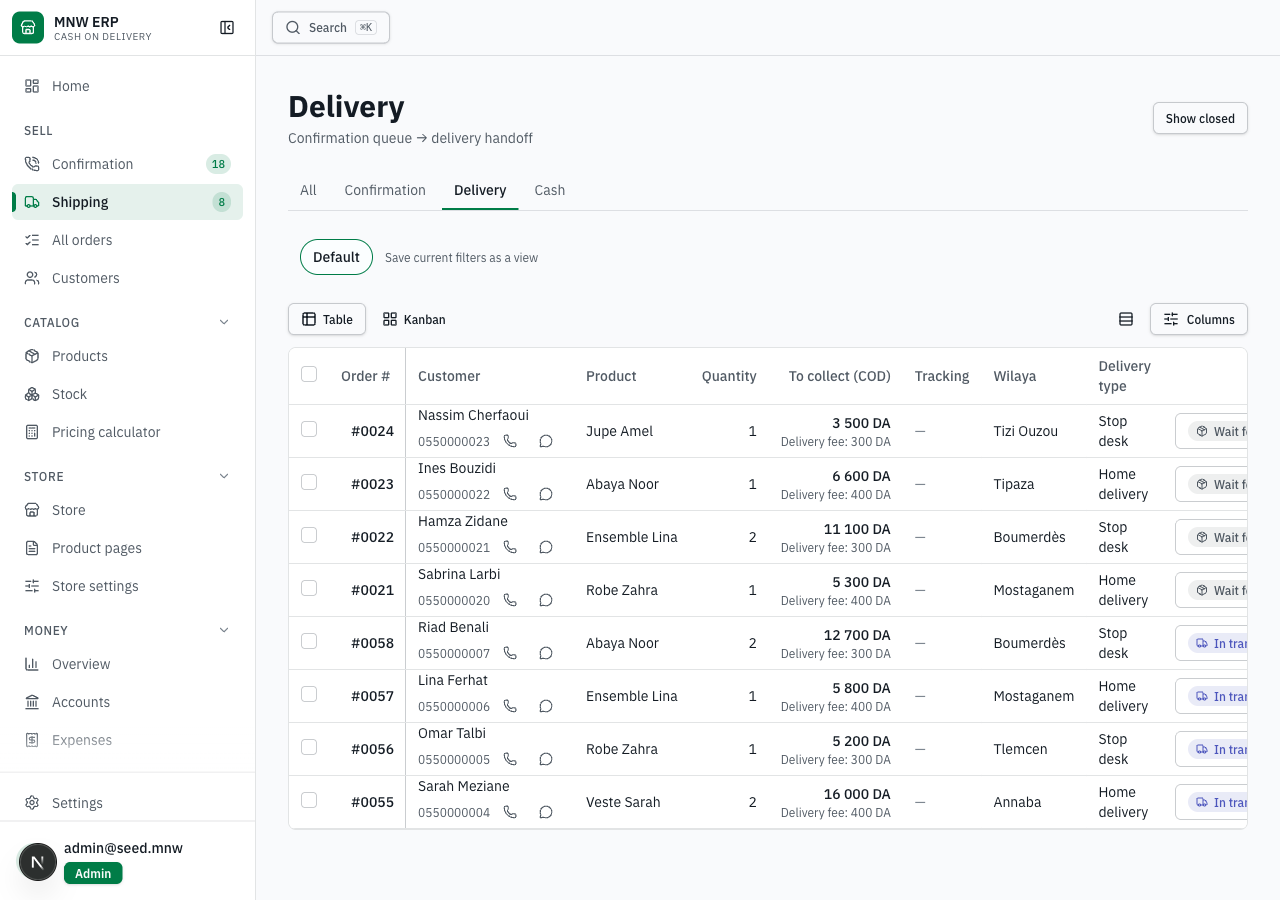 MNW ERP
CASH ON DELIVERY
Search ⌘K
Home
SELL
Confirmation 18
Shipping 8
All orders
Customers
CATALOG
Products
Stock
Pricing calculator
STORE
Store
Product pages
Store settings
MONEY
Overview
Accounts
Expenses
Settings
N
admin@seed.mnw
Admin
Delivery
Confirmation queue → delivery handoff
Show closed
All Confirmation Delivery Cash
Default Save current filters as a view
Table Kanban Columns
Order # Customer Product Quantity To collect (COD) Tracking Wilaya Delivery type
#0024 Nassim Cherfaoui 0550000023 Jupe Amel 1 3 500 DA Delivery fee: 300 DA — Tizi Ouzou Stop desk Wait
#0023 Ines Bouzidi 0550000022 Abaya Noor 1 6 600 DA Delivery fee: 400 DA — Tipaza Home delivery Wait
#0022 Hamza Zidane 0550000021 Ensemble Lina 2 11 100 DA Delivery fee: 300 DA — Boumerdès Stop desk Wait
#0021 Sabrina Larbi 0550000020 Robe Zahra 1 5 300 DA Delivery fee: 400 DA — Mostaganem Home delivery Wait
#0058 Riad Benali 0550000007 Abaya Noor 2 12 700 DA Delivery fee: 300 DA — Boumerdès Stop desk In
#0057 Lina Ferhat 0550000006 Ensemble Lina 1 5 800 DA Delivery fee: 400 DA — Mostaganem Home delivery In
#0056 Omar Talbi 0550000005 Robe Zahra 1 5 200 DA Delivery fee: 300 DA — Tlemcen Stop desk In
#0055 Sarah Meziane 0550000004 Veste Sarah 2 16 000 DA Delivery fee: 400 DA — Annaba Home delivery In